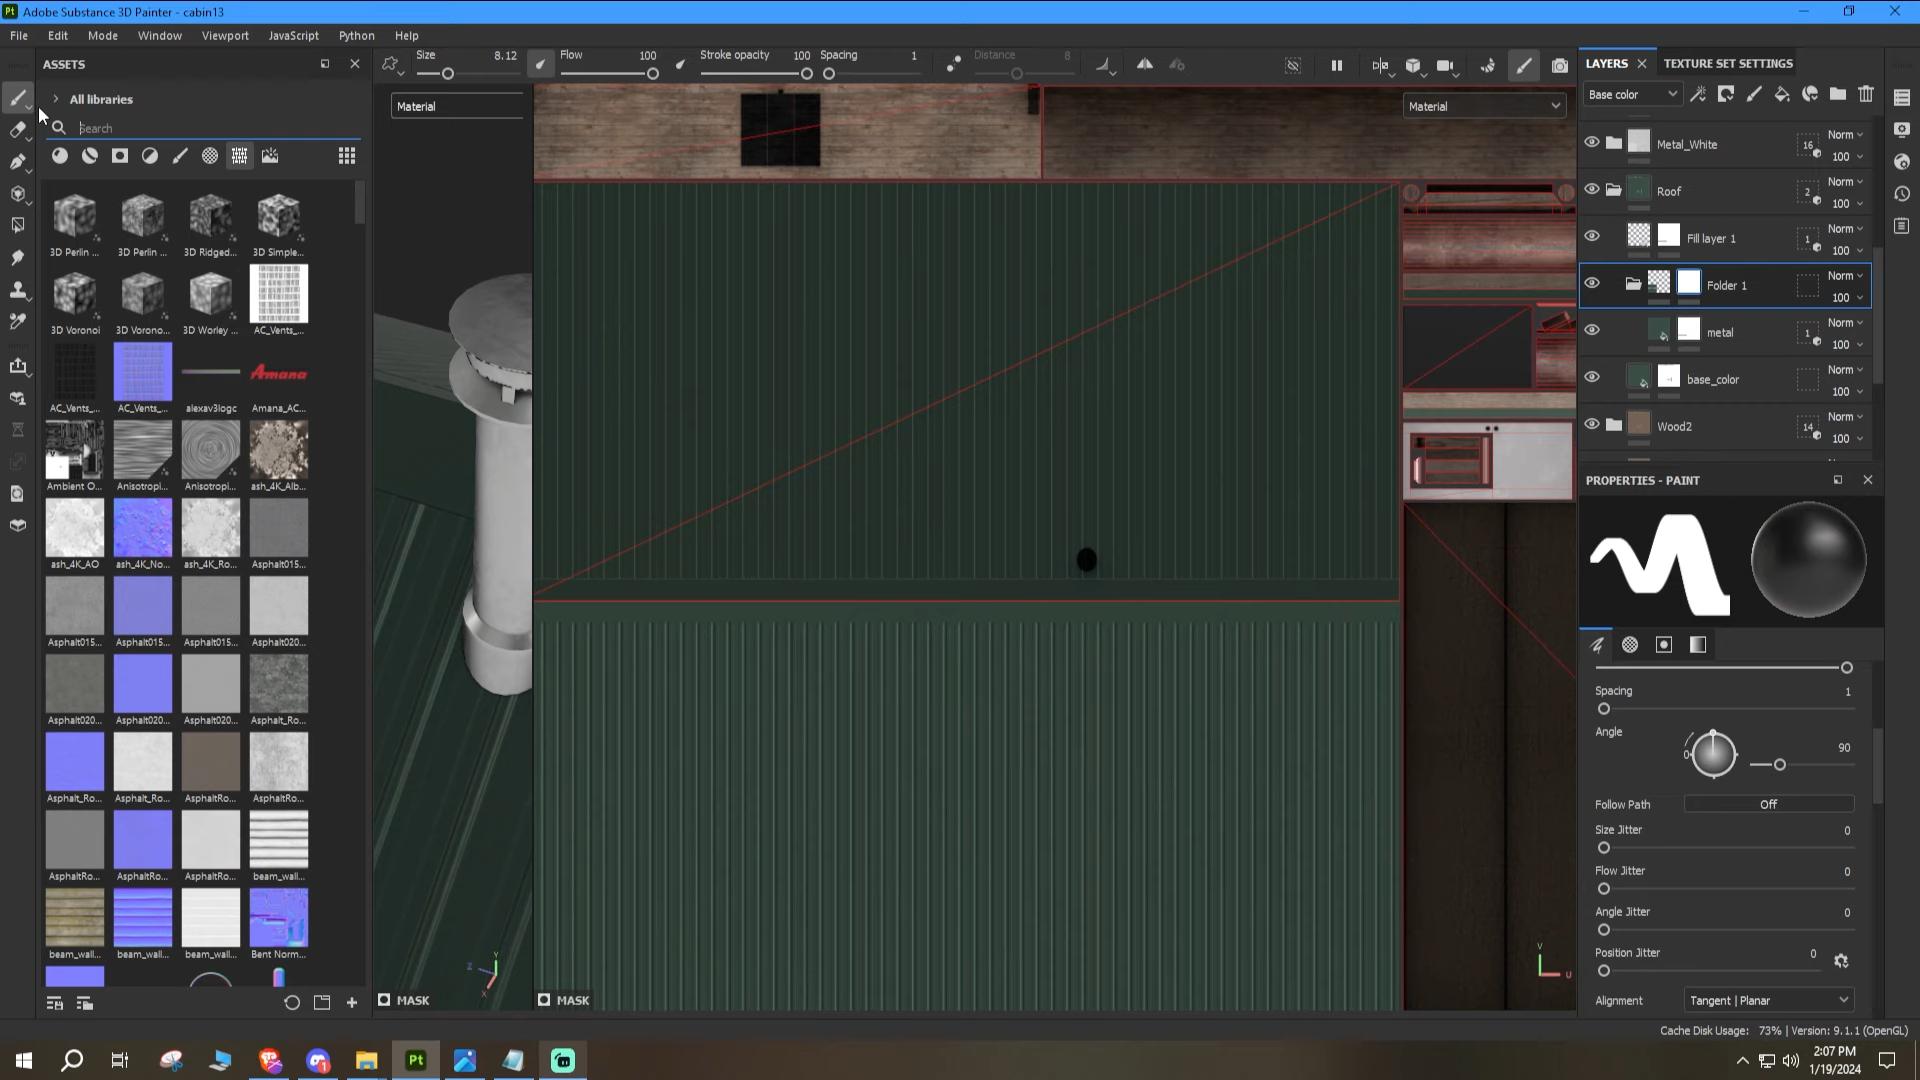 Adobe Substance 3D Painter - cabin13
File Edit Mode Window Viewport JavaScript Python Help
ASSETS
All libraries
Search
3D Perlin ... 3D Perlin ... 3D Ridged... 3D Simple...
3D Voronoi 3D Vorono... 3D Worley ... AC_Vents_...
AC_Vents_... AC_Vents_... alexav3logc Amana_AC...
Amana
Ambient O... Anisotropi... Anisotropi... ash_4K_Alb...
ash_4K_AO ash_4K_No... ash_4K_Ro... Asphalt015...
Asphalt015... Asphalt015... Asphalt015... Asphalt020...
Asphalt020... Asphalt020... Asphalt020... Asphalt_Ro...
Asphalt_Ro... Asphalt_Ro... AsphaltRo... AsphaltRo...
AsphaltRo... AsphaltRo... AsphaltRo... beam_wall...
beam_wall... beam_wall... beam_wall... Bent Norm...
Size 8.12 Flow 100 Stroke opacity 100 Spacing 1 Distance 8
Material
Material
MASK
MASK
Y
Z
X
V
U
LAYERS TEXTURE SET SETTINGS
Base color
Metal_White 16 Norm 100
Roof 2 Norm 100
Fill layer 1 1 Norm 100
Folder 1 Norm 100
metal 1 Norm 100
base_color Norm 100
Wood2 14 Norm 100
PROPERTIES - PAINT
Spacing 1
Angle
0 90
Follow Path Off
Size Jitter 0
Flow Jitter 0
Angle Jitter 0
Position Jitter 0
Alignment Tangent | Planar
Cache Disk Usage: 73% | Version: 9.1.1 (OpenGL)
Pt
2:07 PM
1/19/2024